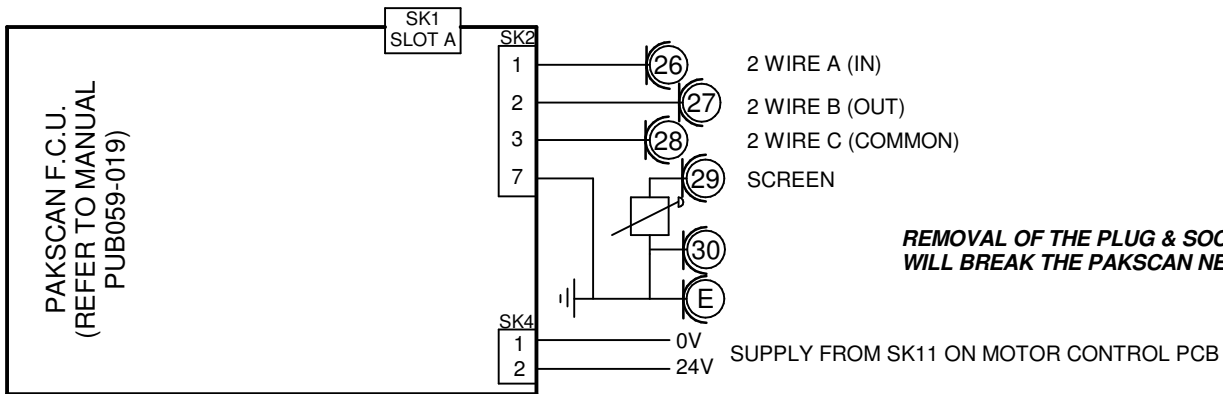 SK1
SLOT A
SK2
1
26
2 WIRE A (IN)
2
27
2 WIRE B (OUT)
3
28
2 WIRE C (COMMON)
7
29
SCREEN
PAKSCAN F.C.U.
(REFER TO MANUAL
PUB059-019)
REMOVAL OF THE PLUG & SOC
WILL BREAK THE PAKSCAN NE
30
E
SK4
1
0V
2
24V
SUPPLY FROM SK11 ON MOTOR CONTROL PCB